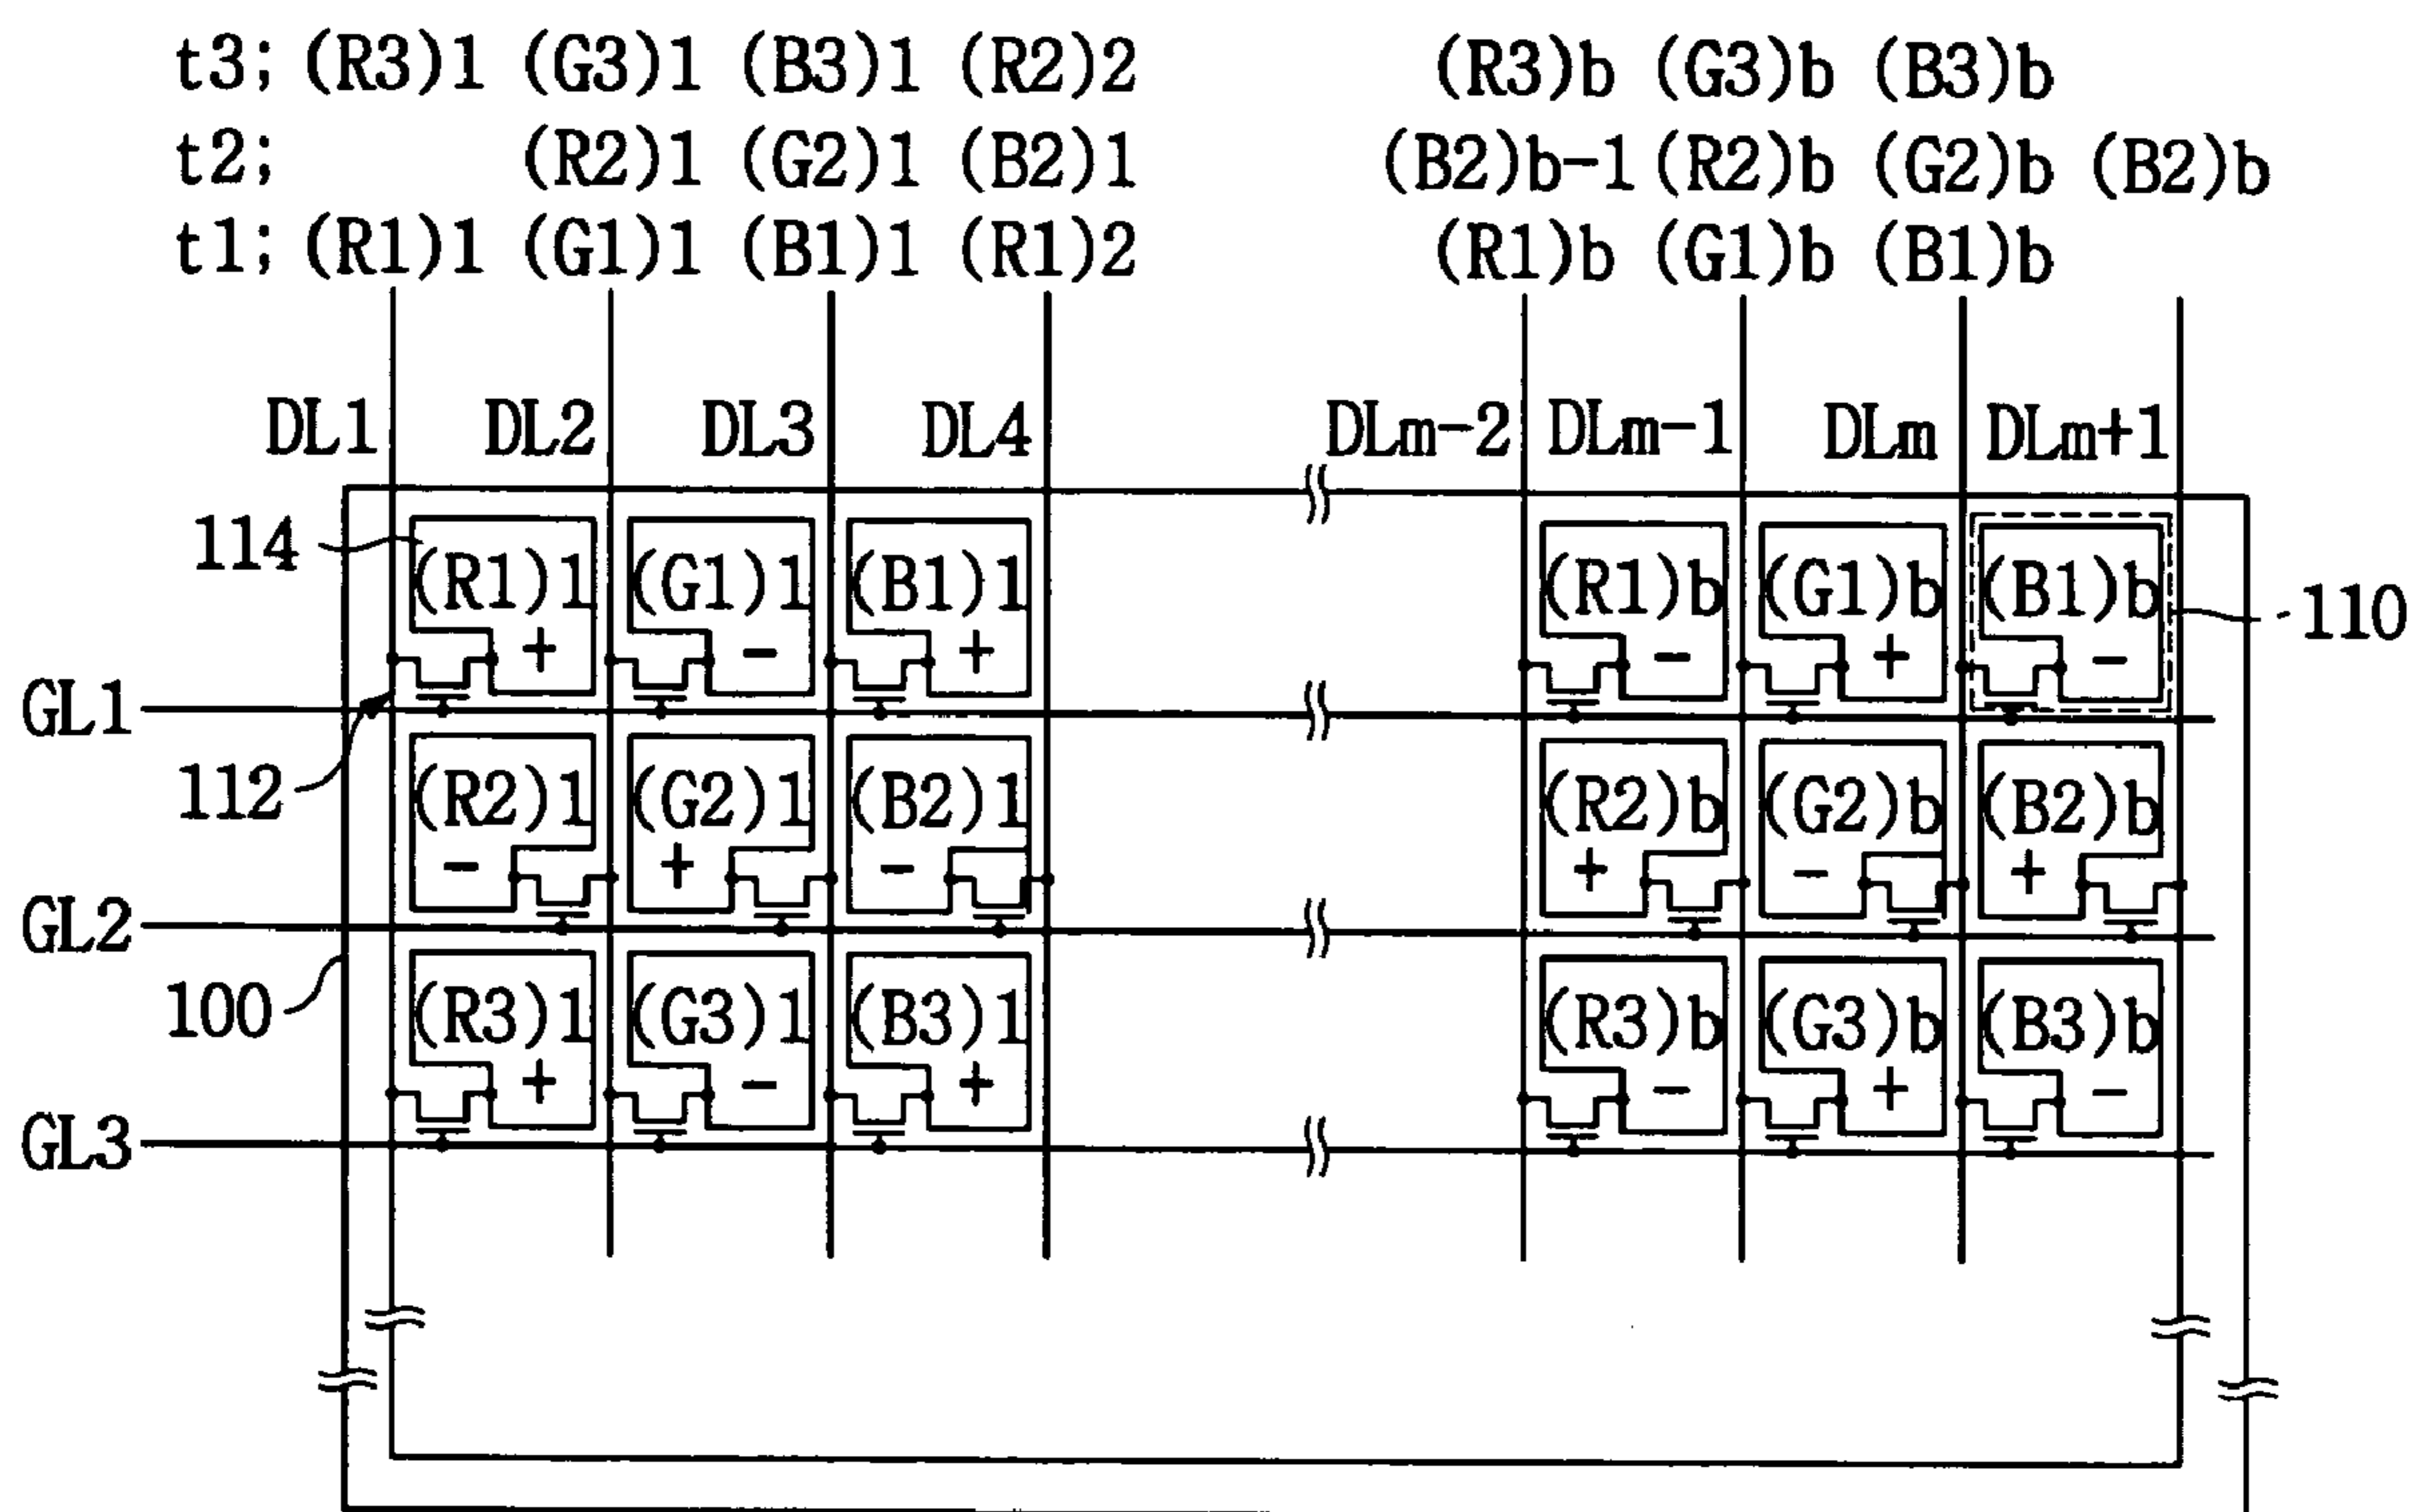 t3; (R3)1 (G3)1 (B3)1 (R2)2 (R3)b (G3)b (B3)b
t2; (R2)1 (G2)1 (B2)1 (B2)b-1 (R2)b (G2)b (B2)b
t1; (R1)1 (G1)1 (B1)1 (R1)2 (R1)b (G1)b (B1)b
DL1 DL2 DL3 DL4 DLm-2 DLm-1 DLm DLm+1
114 (R1)1 (G1)1 (B1)1 (R1)b (G1)b (B1)b 110
+ - + - + -
GL1
112 (R2)1 (G2)1 (B2)1 (R2)b (G2)b (B2)b
- + - + - +
GL2
100 (R3)1 (G3)1 (B3)1 (R3)b (G3)b (B3)b
+ - + - + -
GL3